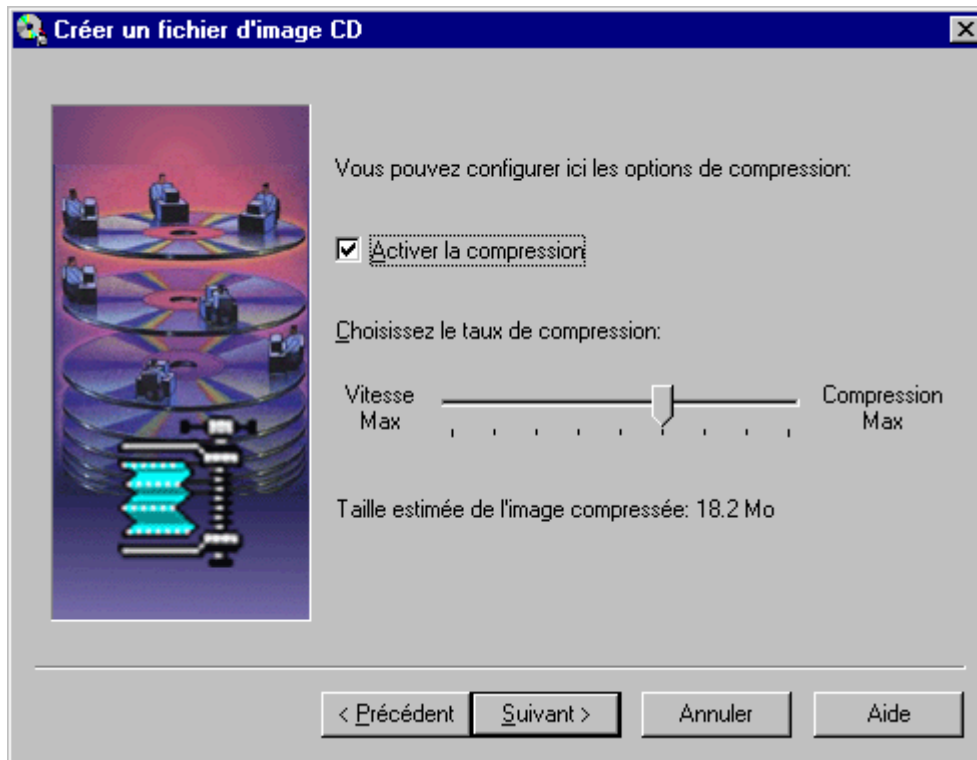 Créer un fichier d'image CD
Vous pouvez configurer ici les options de compression:
Activer la compression
Choisissez le taux de compression:
Vitesse
Max
Compression
Max
Taille estimée de l'image compressée: 18.2 Mo
< Précédent
Suivant >
Annuler
Aide